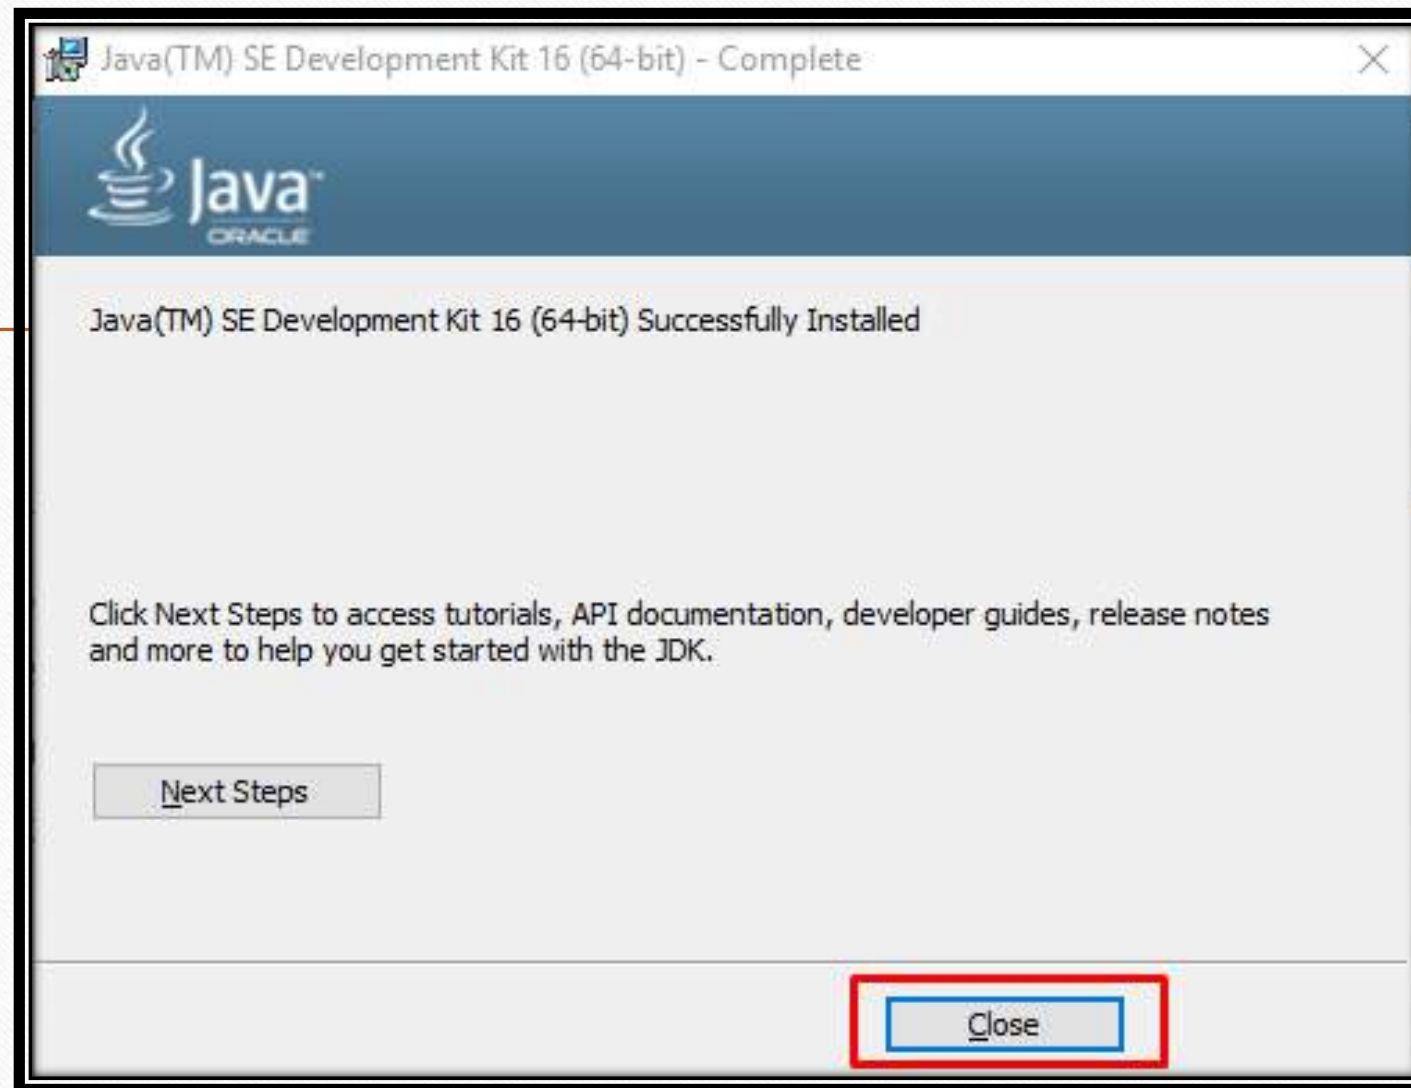 Java(TM) SE Development Kit 16 (64-bit) - Complete
Java™
ORACLE
Java(TM) SE Development Kit 16 (64-bit) Successfully Installed
Click Next Steps to access tutorials, API documentation, developer guides, release notes
and more to help you get started with the JDK.
Next Steps
Close